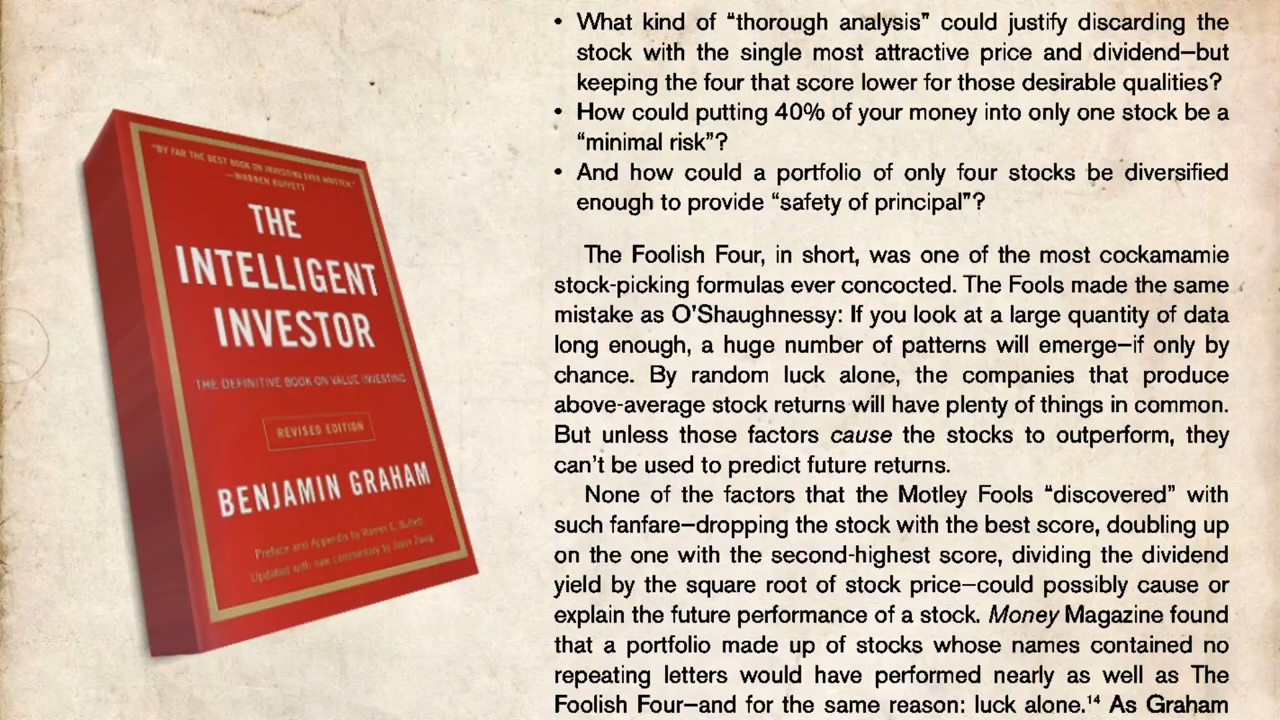 "BY FAR THE BEST BOOK ON INVESTING EVER WRITTEN."
—WARREN BUFFETT
THE
INTELLIGENT
INVESTOR
THE DEFINITIVE BOOK ON VALUE INVESTING
REVISED EDITION
BENJAMIN GRAHAM
Preface and Appendix by Warren E. Buffett
Updated with new commentary by Jason Zweig
• What kind of “thorough analysis” could justify discarding the
stock with the single most attractive price and dividend—but
keeping the four that score lower for those desirable qualities?
• How could putting 40% of your money into only one stock be a
“minimal risk”?
• And how could a portfolio of only four stocks be diversified
enough to provide “safety of principal”?
The Foolish Four, in short, was one of the most cockamamie
stock-picking formulas ever concocted. The Fools made the same
mistake as O'Shaughnessy: If you look at a large quantity of data
long enough, a huge number of patterns will emerge—if only by
chance. By random luck alone, the companies that produce
above-average stock returns will have plenty of things in common.
But unless those factors cause the stocks to outperform, they
can't be used to predict future returns.
None of the factors that the Motley Fools “discovered” with
such fanfare—dropping the stock with the best score, doubling up
on the one with the second-highest score, dividing the dividend
yield by the square root of stock price—could possibly cause or
explain the future performance of a stock. Money Magazine found
that a portfolio made up of stocks whose names contained no
repeating letters would have performed nearly as well as The
Foolish Four—and for the same reason: luck alone.¹⁴ As Graham